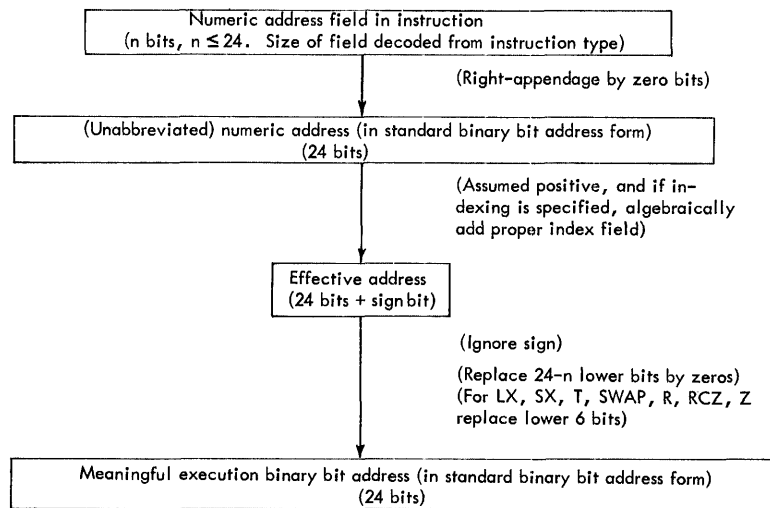 Numeric address field in instruction
(n bits, n ≤ 24. Size of field decoded from instruction type)
(Right-appendage by zero bits)
(Unabbreviated) numeric address (in standard binary bit address form)
(24 bits)
(Assumed positive, and if in-
dexing is specified, algebraically
add proper index field)
Effective address
(24 bits + sign bit)
(Ignore sign)
(Replace 24-n lower bits by zeros)
(For LX, SX, T, SWAP, R, RCZ, Z
replace lower 6 bits)
Meaningful execution binary bit address (in standard binary bit address form)
(24 bits)